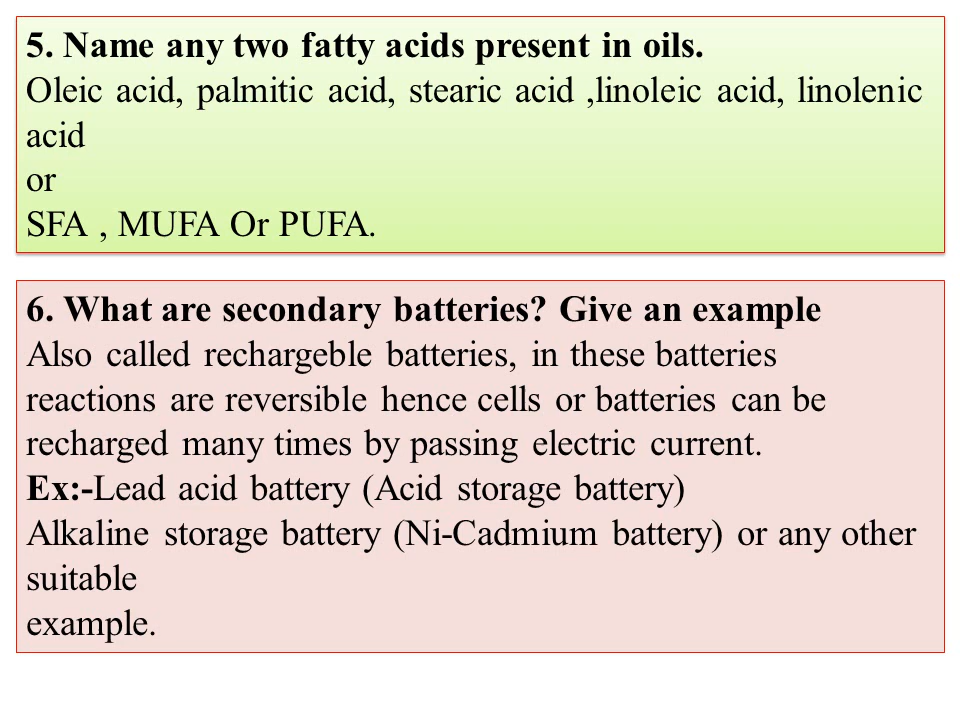 5. Name any two fatty acids present in oils.
Oleic acid, palmitic acid, stearic acid ,linoleic acid, linolenic
acid
or
SFA , MUFA Or PUFA.
6. What are secondary batteries? Give an example
Also called rechargeble batteries, in these batteries
reactions are reversible hence cells or batteries can be
recharged many times by passing electric current.
Ex:-Lead acid battery (Acid storage battery)
Alkaline storage battery (Ni-Cadmium battery) or any other
suitable
example.